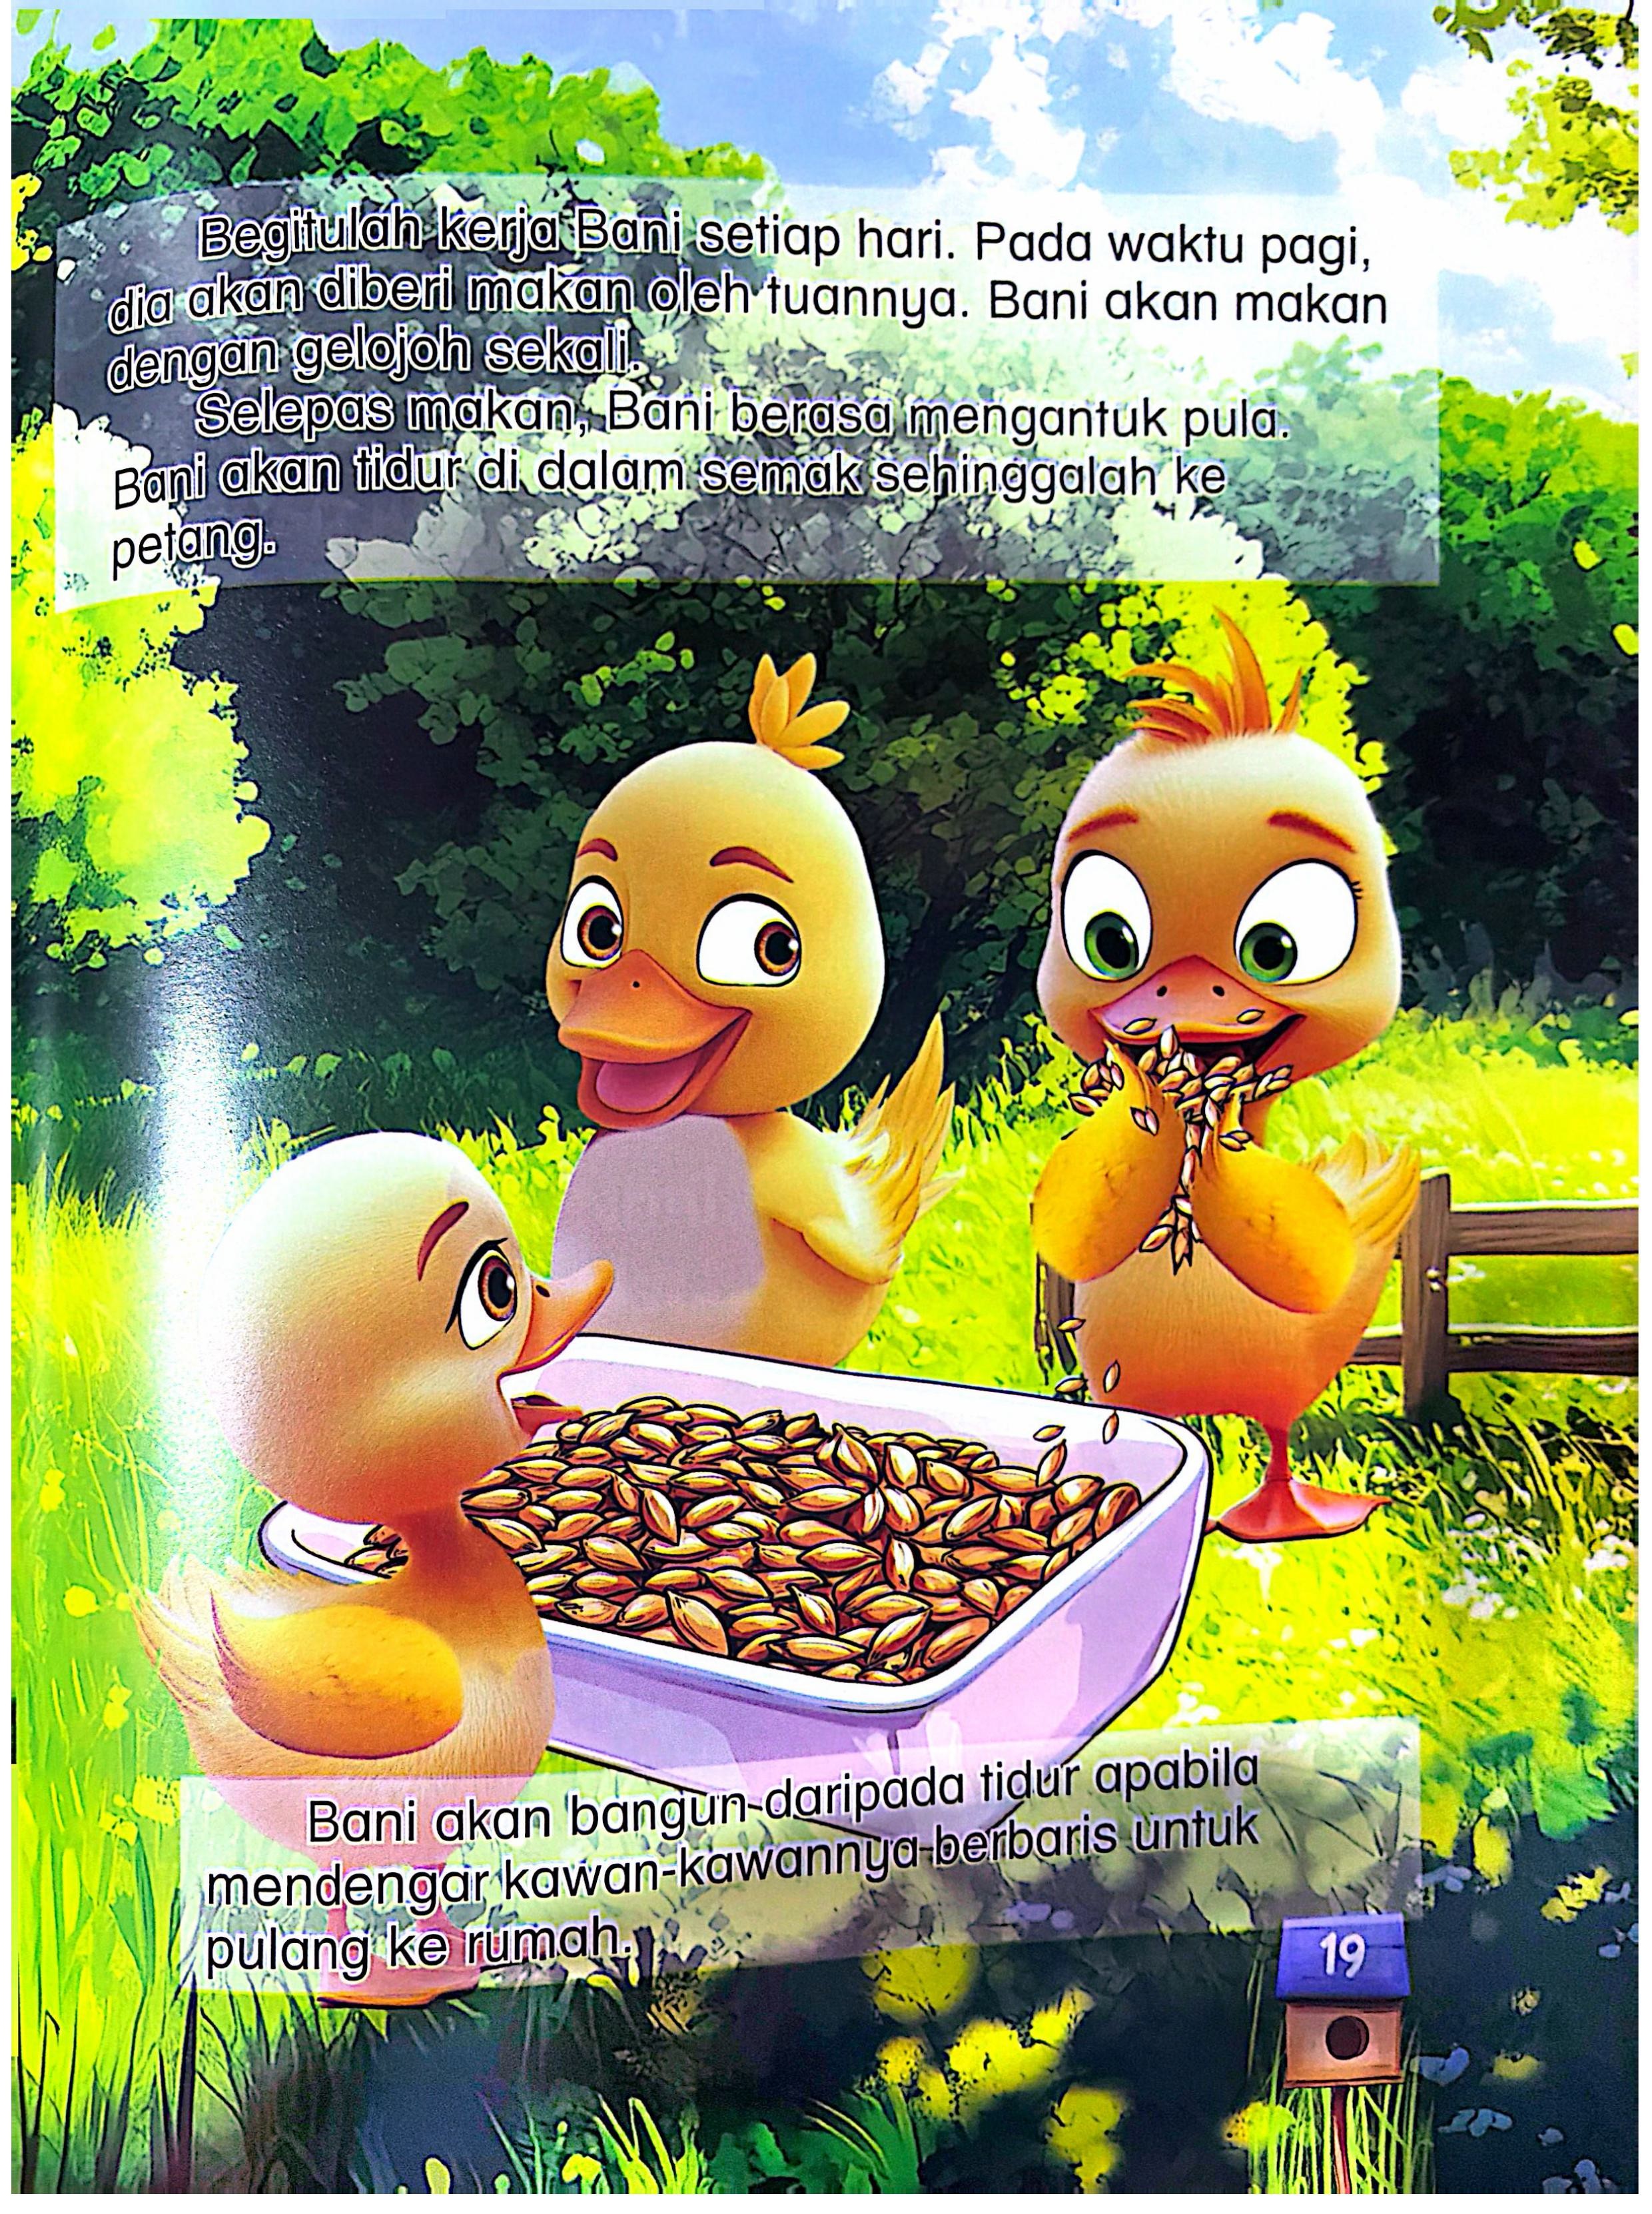 Begitulah kerja Bani setiap hari. Pada waktu pagi,
dia akan diberi makan oleh tuannya. Bani akan makan
dengan gelojoh sekali.
Selepas makan, Bani berasa mengantuk pula.
Bani akan tidur di dalam semak sehinggalah ke
petang.
Bani akan bangun daripada tidur apabila
mendengar kawan-kawannya berbaris untuk
pulang ke rumah.
19